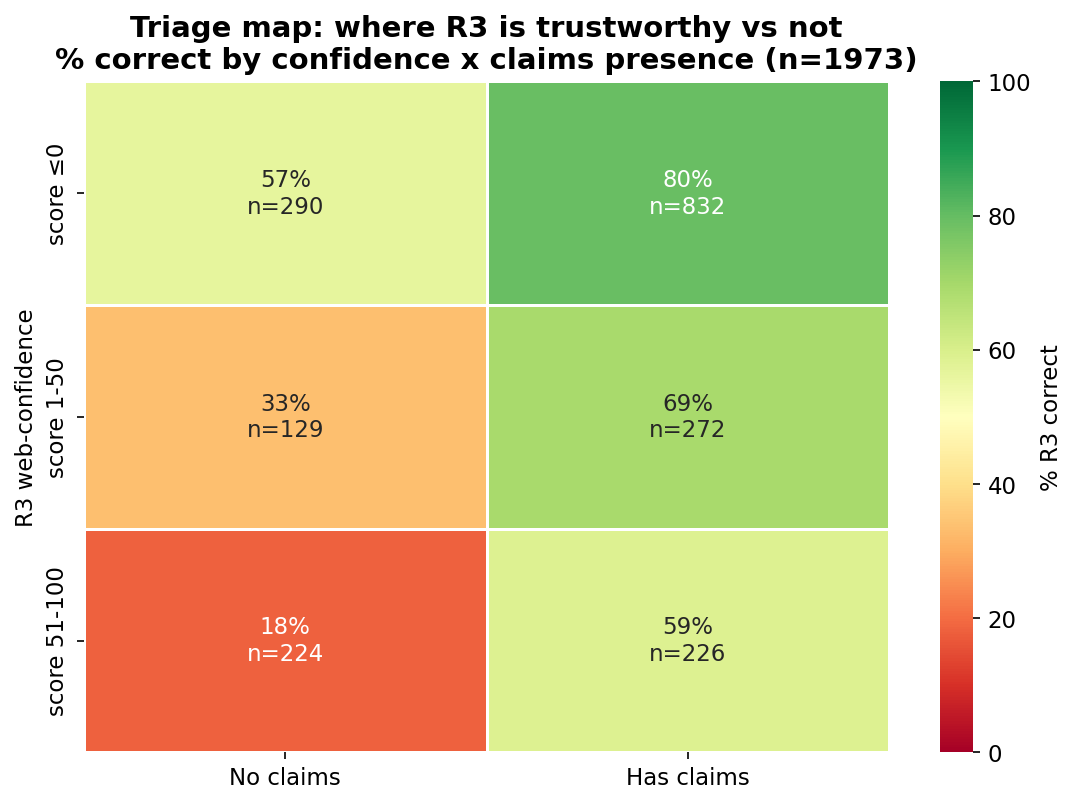 Triage map: where R3 is trustworthy vs not
% correct by confidence x claims presence (n=1973)
R3 web-confidence
score ≤0
57%
n=290
80%
n=832
score 1-50
33%
n=129
69%
n=272
score 51-100
18%
n=224
59%
n=226
No claims
Has claims
100
80
60
40
20
0
% R3 correct